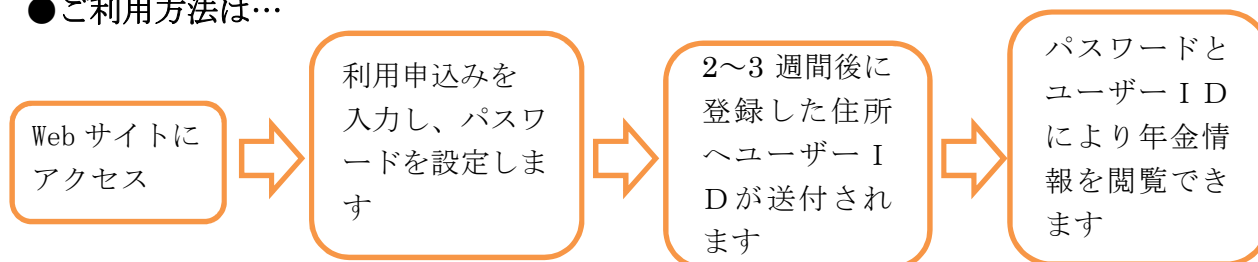 ●ご利用方法は…
Web サイトに
アクセス
利用申込みを
入力し、パスワ
ードを設定しま
す
2～3 週間後に
登録した住所
へユーザーＩ
Ｄが送付され
ます
パスワードと
ユーザーＩＤ
により年金情
報を閲覧でき
ます